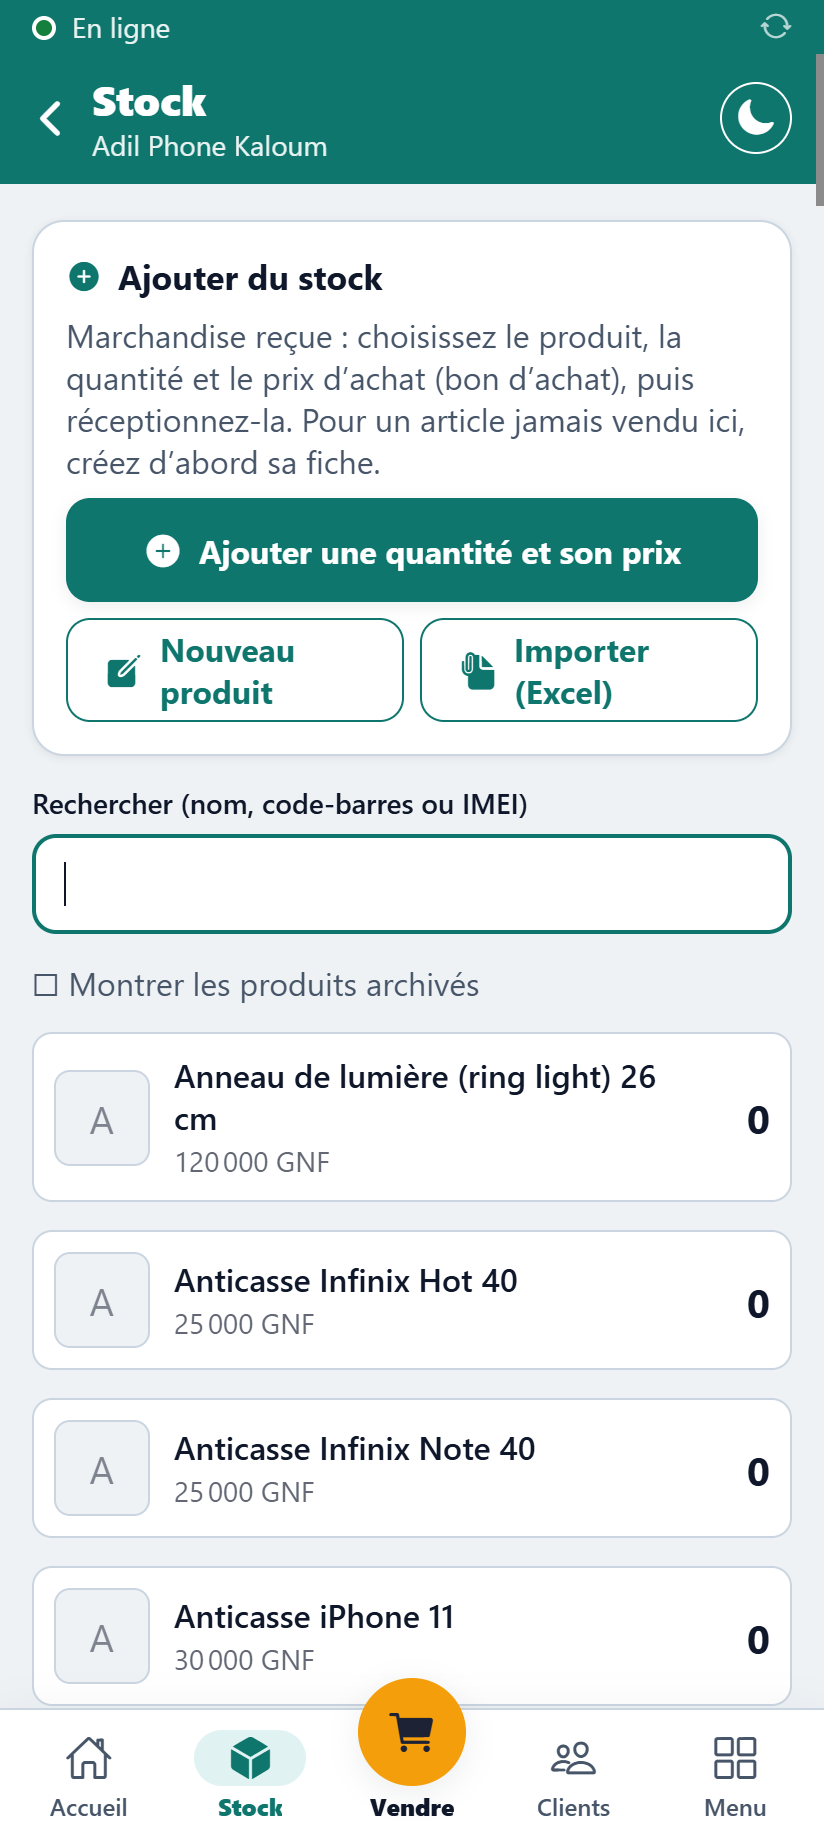 En ligne
Stock
Adil Phone Kaloum
Ajouter du stock
Marchandise reçue : choisissez le produit, la
quantité et le prix d’achat (bon d’achat), puis
réceptionnez-la. Pour un article jamais vendu ici,
créez d’abord sa fiche.
Ajouter une quantité et son prix
Nouveau
produit
Importer
(Excel)
Rechercher (nom, code-barres ou IMEI)
Montrer les produits archivés
A
Anneau de lumière (ring light) 26
cm
120 000 GNF
0
A
Anticasse Infinix Hot 40
25 000 GNF
0
A
Anticasse Infinix Note 40
25 000 GNF
0
A
Anticasse iPhone 11
30 000 GNF
0
Accueil
Stock
Vendre
Clients
Menu